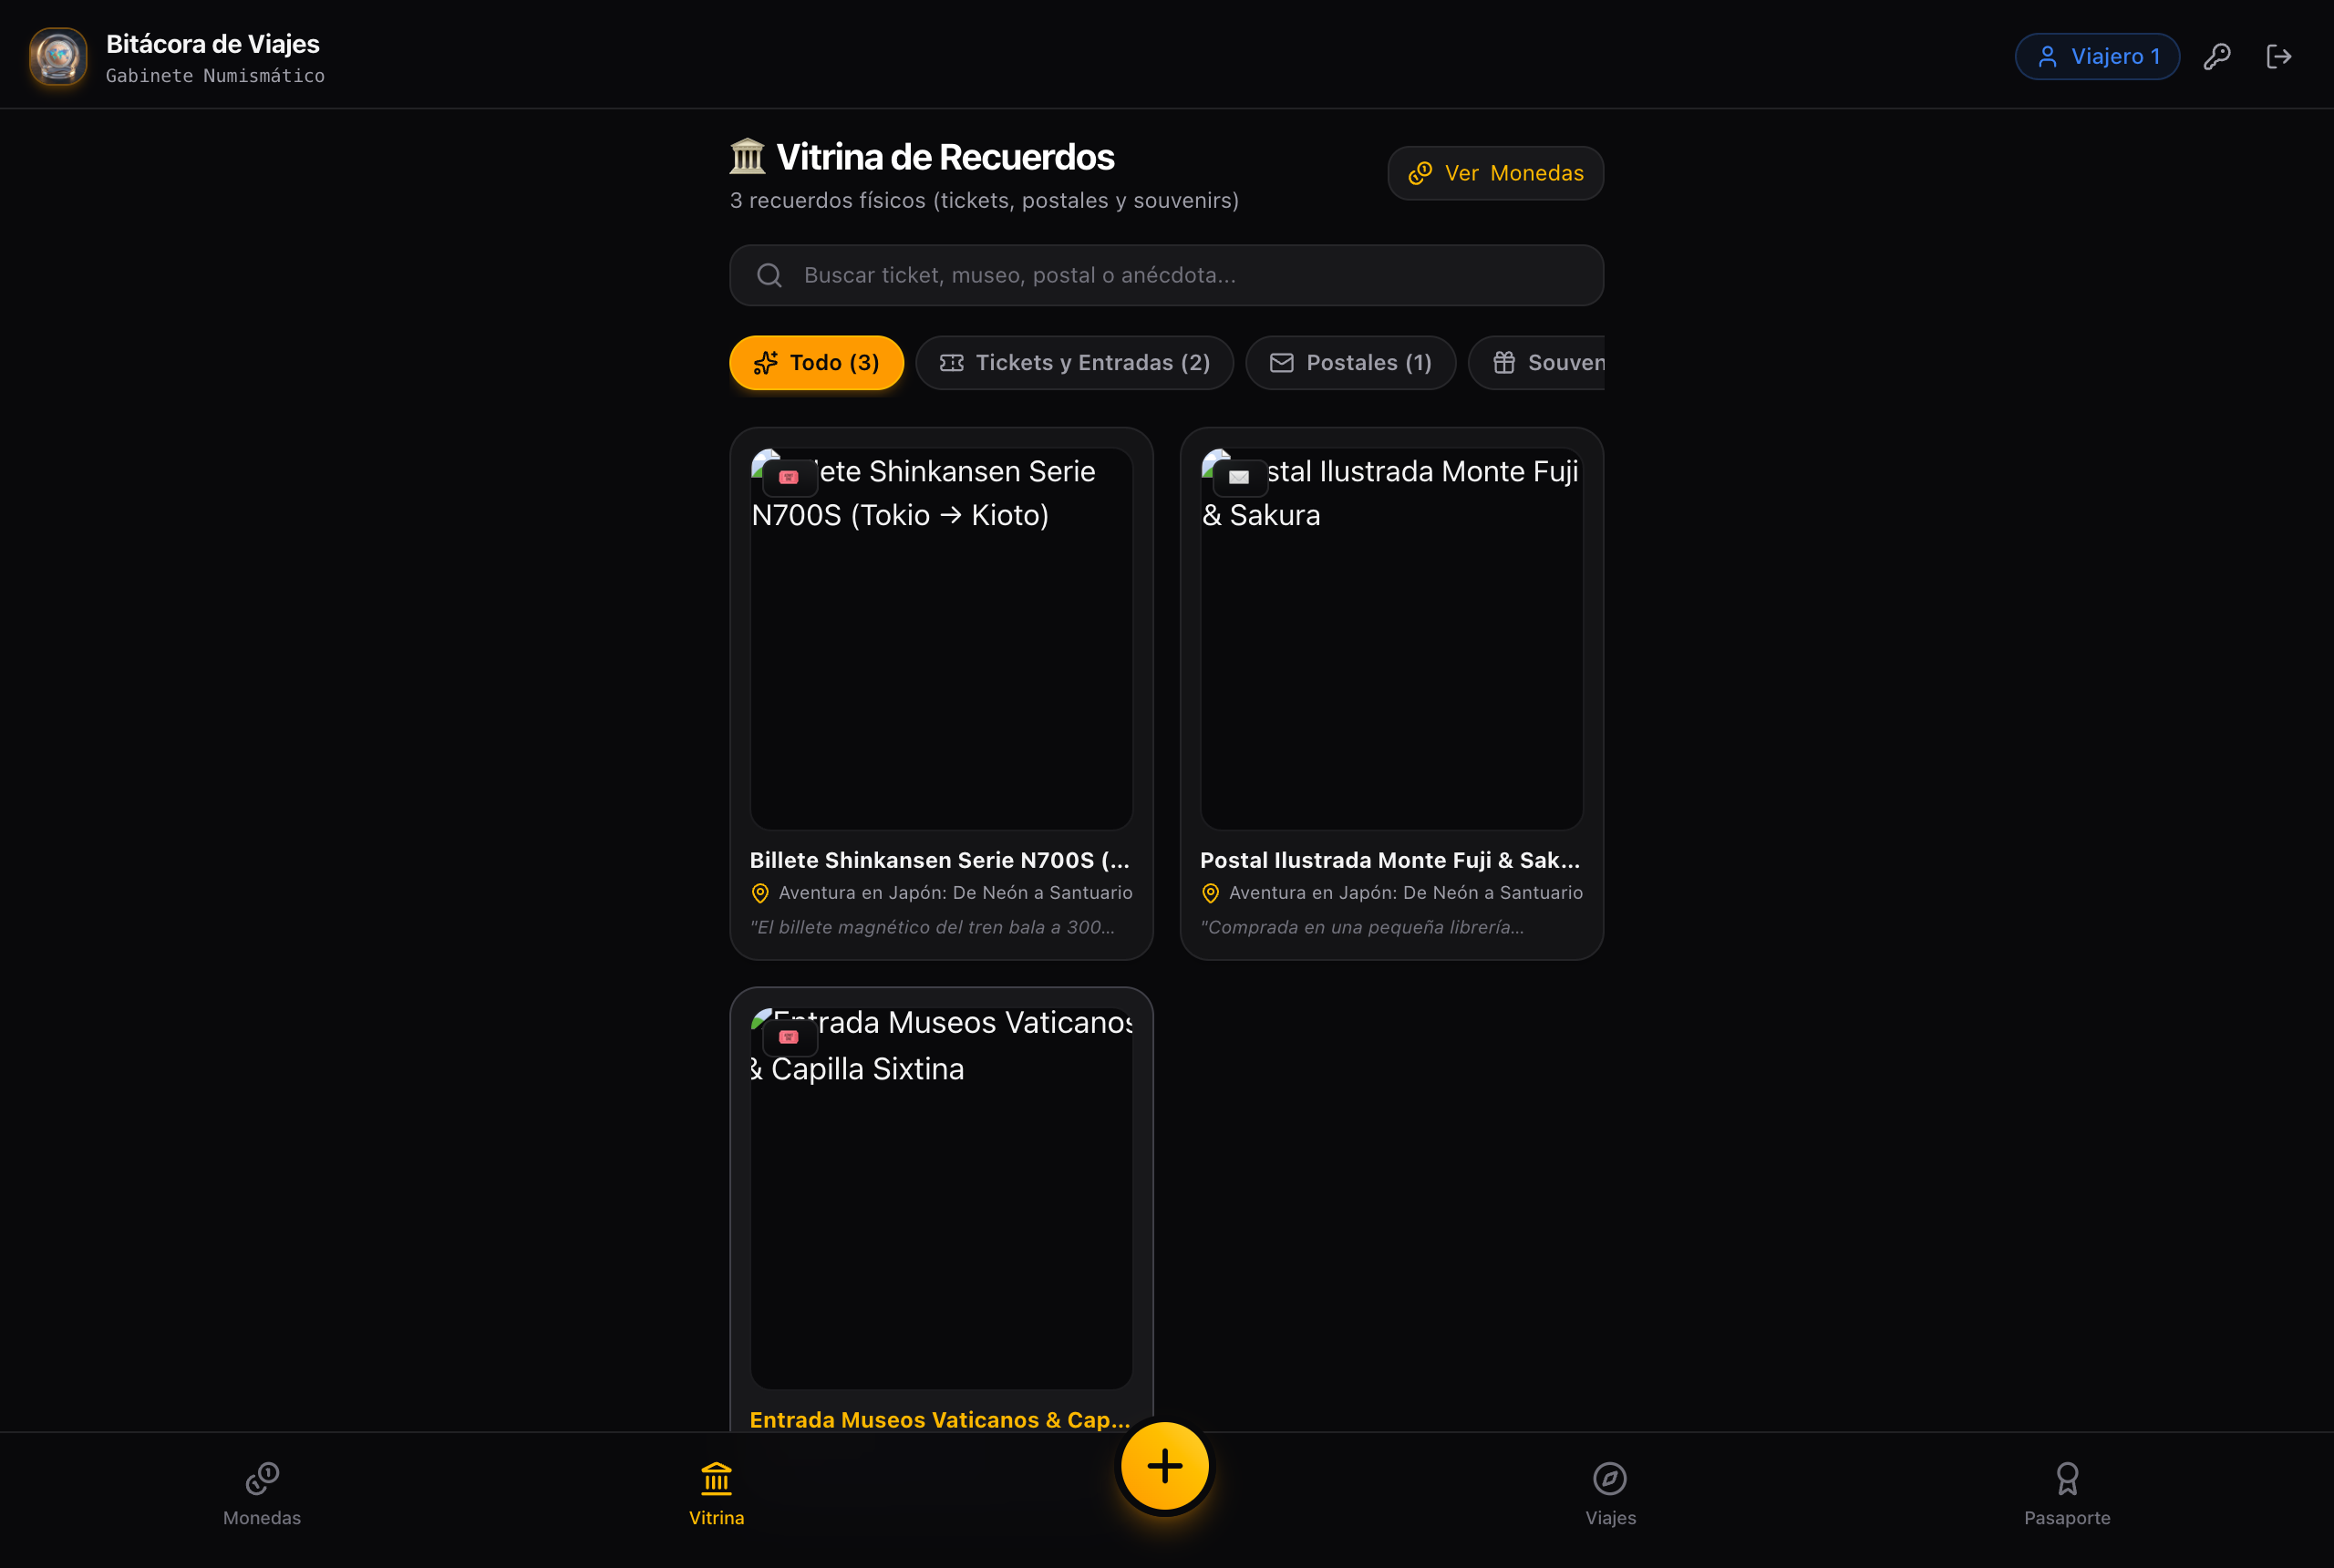 Bitácora de Viajes
Gabinete Numismático
Viajero 1
Vitrina de Recuerdos
3 recuerdos físicos (tickets, postales y souvenirs)
Ver Monedas
Buscar ticket, museo, postal o anécdota...
Todo (3)
Tickets y Entradas (2)
Postales (1)
Souven
lete Shinkansen Serie
N700S (Tokio → Kioto)
stal Ilustrada Monte Fuji
& Sakura
Billete Shinkansen Serie N700S (...
Aventura en Japón: De Neón a Santuario
"El billete magnético del tren bala a 300...
Postal Ilustrada Monte Fuji & Sak...
Aventura en Japón: De Neón a Santuario
"Comprada en una pequeña librería...
Entrada Museos Vaticanos
& Capilla Sixtina
Entrada Museos Vaticanos & Cap...
Monedas
Vitrina
Viajes
Pasaporte